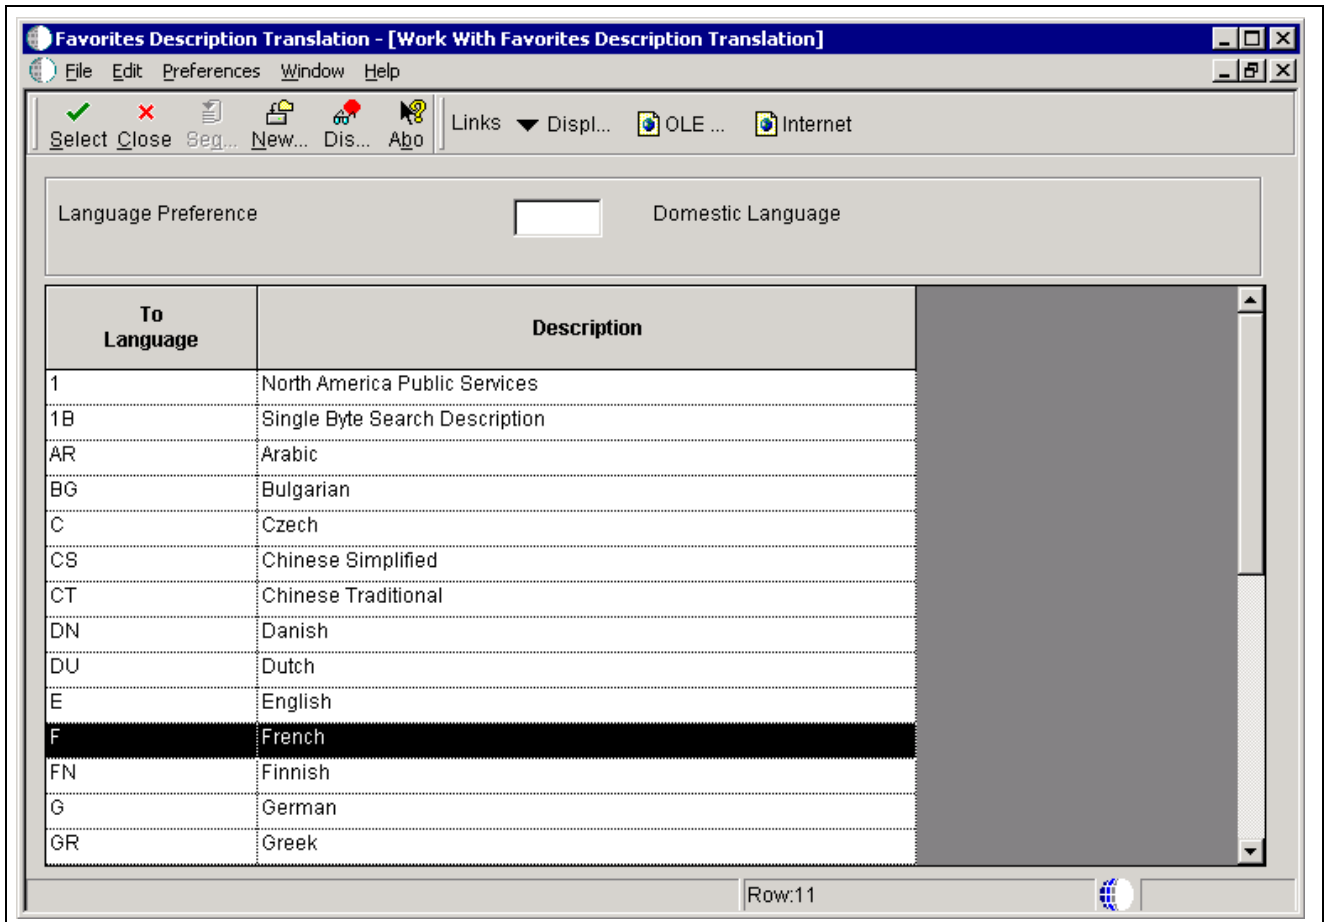 Favorites Description Translation - [Work With Favorites Description Translation]
File Edit Preferences Window Help
Select Close Seq... New... Dis... Abo Links Displ... OLE ... Internet
Language Preference Domestic Language
To Language Description
1 North America Public Services
1B Single Byte Search Description
AR Arabic
BG Bulgarian
C Czech
CS Chinese Simplified
CT Chinese Traditional
DN Danish
DU Dutch
E English
F French
FN Finnish
G German
GR Greek
Row:11